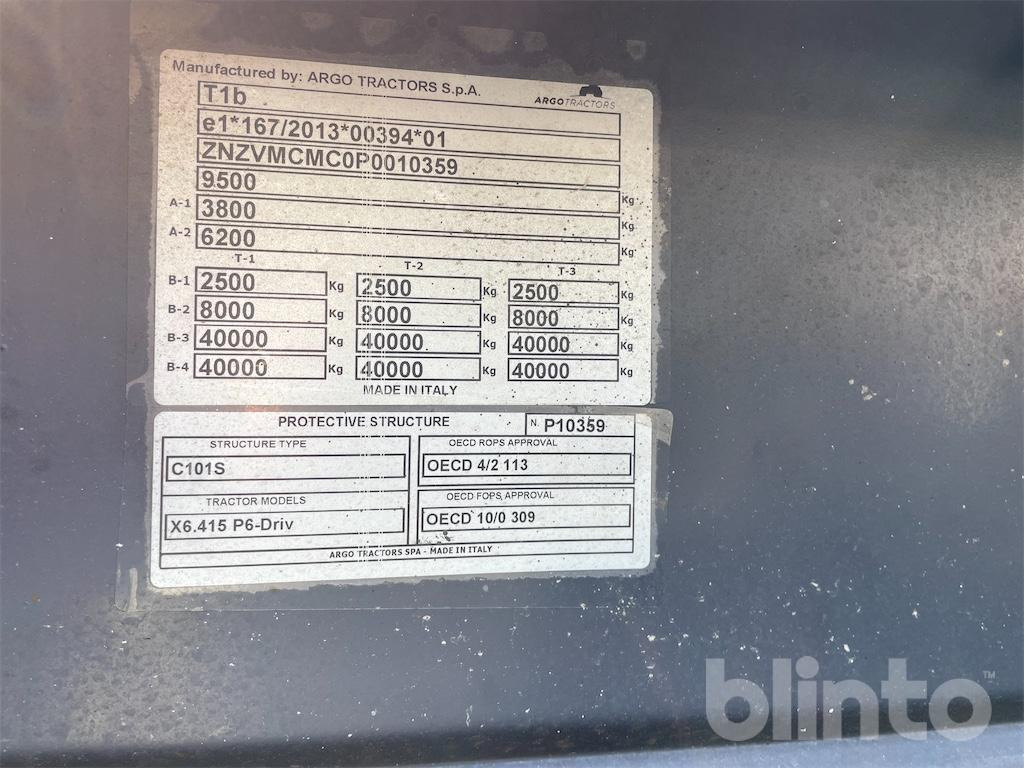 Manufactured by: ARGO TRACTORS S.p.A.
ARGOTRACTORS
T1b
e1*167/2013*00394*01
ZNZVMCMC0P0010359
9500 Kg
A-1 3800 Kg
A-2 6200 Kg
T-1 T-2 T-3
B-1 2500 Kg 2500 Kg 2500 Kg
B-2 8000 Kg 8000 Kg 8000 Kg
B-3 40000 Kg 40000 Kg 40000 Kg
B-4 40000 Kg 40000 Kg 40000 Kg
MADE IN ITALY
PROTECTIVE STRUCTURE N. P10359
STRUCTURE TYPE OECD ROPS APPROVAL
C101S OECD 4/2 113
TRACTOR MODELS OECD FOPS APPROVAL
X6.415 P6-Driv OECD 10/0 309
ARGO TRACTORS SPA - MADE IN ITALY
blinto™